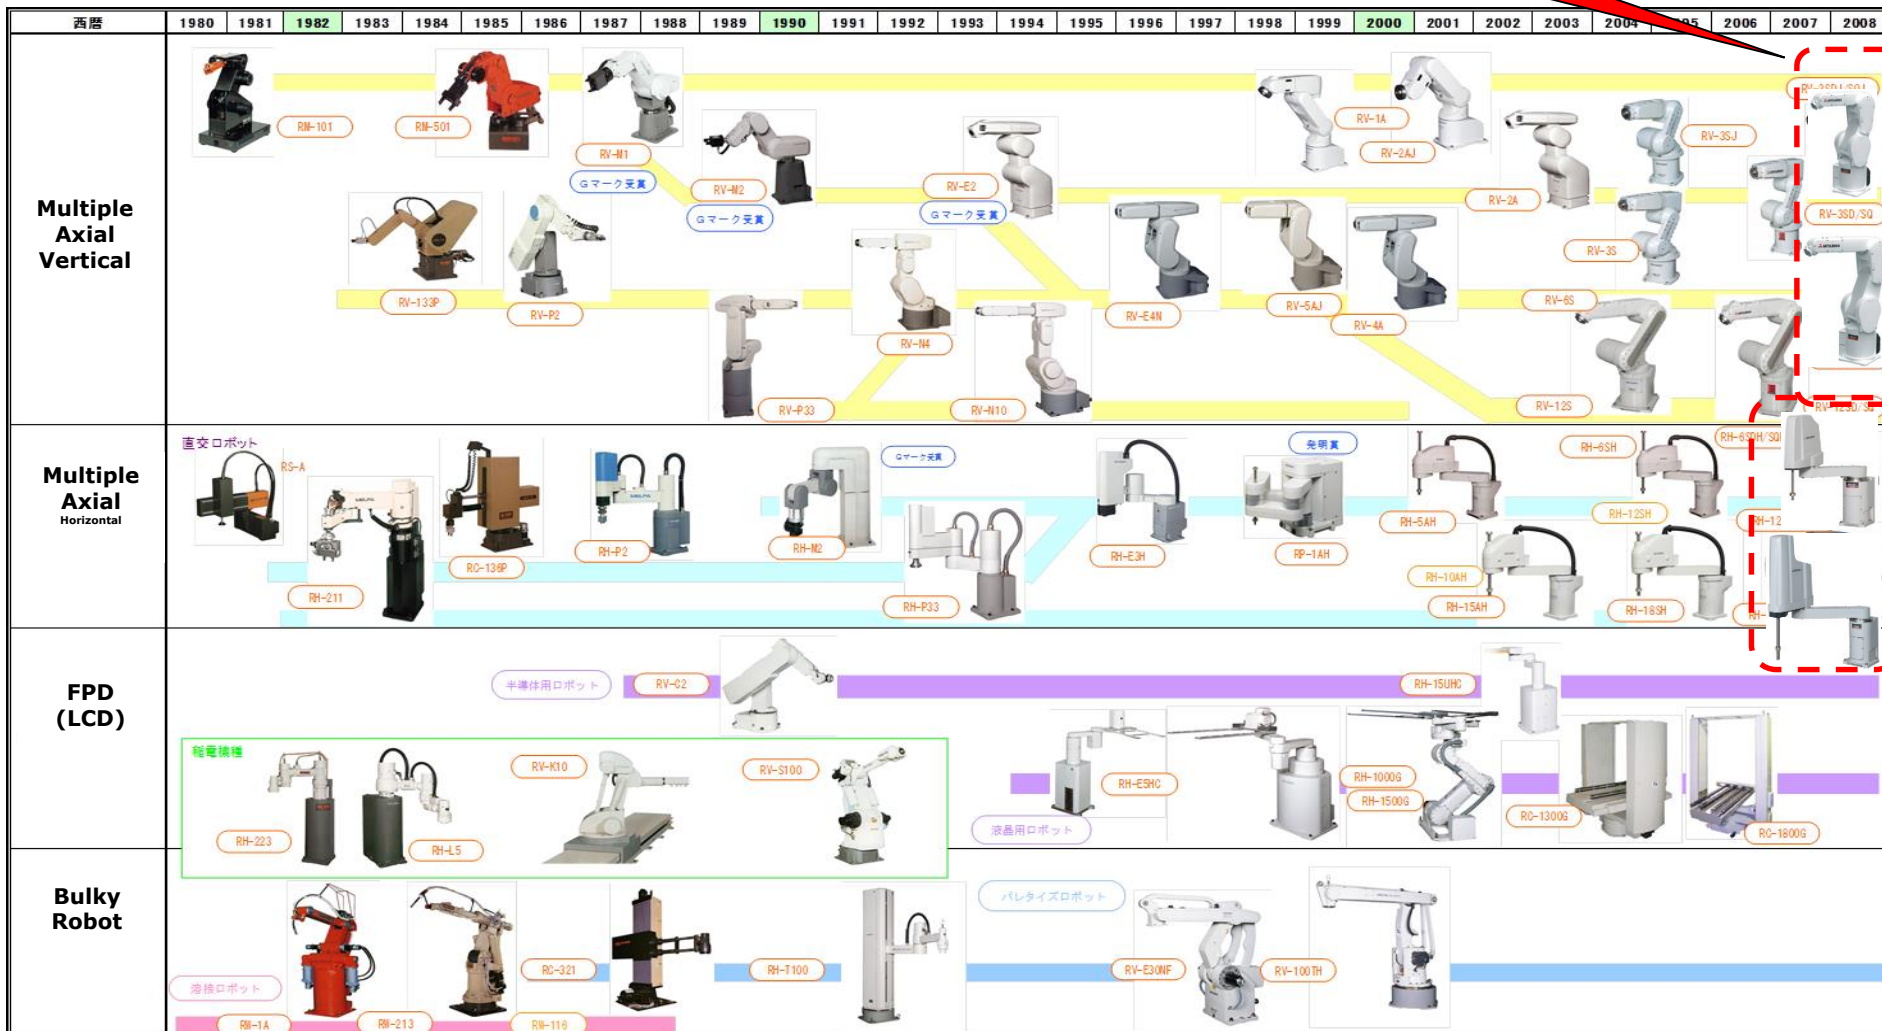 西暦 1980 1981 1982 1983 1984 1985 1986 1987 1988 1989 1990 1991 1992 1993 1994 1995 1996 1997 1998 1999 2000 2001 2002 2003 2004 2006 2007 2008
Multiple
Axial
Vertical
RM-101
RM-501
RV-M1
Gマーク受賞
RV-M2
Gマーク受賞
RV-E2
Gマーク受賞
RV-1A
RV-2AJ
RV-2A
RV-3SJ
RV-3S
RV-3SD/SQ
RV-133P
RV-P2
RV-P33
RV-N4
RV-N10
RV-E4N
RV-5AJ
RV-4A
RV-6S
RV-12S
RV-12SD/SQ
Multiple
Axial
Horizontal
直交ロボット
RS-A
RH-211
RC-136P
RH-P2
RH-M2
Gマーク受賞
RH-P33
RH-E3H
発明賞
RP-1AH
RH-5AH
RH-10AH
RH-15AH
RH-6SH
RH-12SH
RH-18SH
RH-6SDH/SQ
RH-12
RH-
FPD
(LCD)
半導体用ロボット
RV-C2
RH-15UHC
RV-K10
RV-S100
RH-223
RH-L5
RH-E5HC
液晶用ロボット
RH-1000G
RH-1500G
RC-1300G
RC-1800G
Bulky
Robot
溶接ロボット
RW-1A
RW-213
RW-116
RC-321
RH-T100
パレタイズロボット
RV-E30NF
RV-100TH